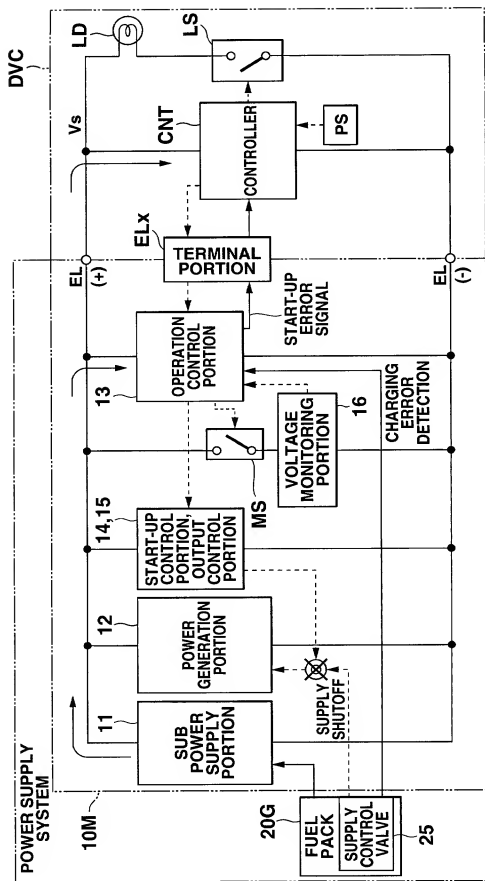 DVC
LD
LS
Vs
CNT
CONTROLLER
PS
ELx
TERMINAL
PORTION
EL
(+)
EL
(-)
START-UP
ERROR
SIGNAL
OPERATION
CONTROL
PORTION
13
MS
VOLTAGE
MONITORING
PORTION
16
CHARGING
ERROR
DETECTION
14,15
START-UP
CONTROL
PORTION,
OUTPUT
CONTROL
PORTION
12
POWER
GENERATION
PORTION
SUPPLY
SHUTOFF
11
SUB
POWER
SUPPLY
PORTION
POWER SUPPLY
SYSTEM
10M
20G
FUEL
PACK
SUPPLY CONTROL
VALVE
25